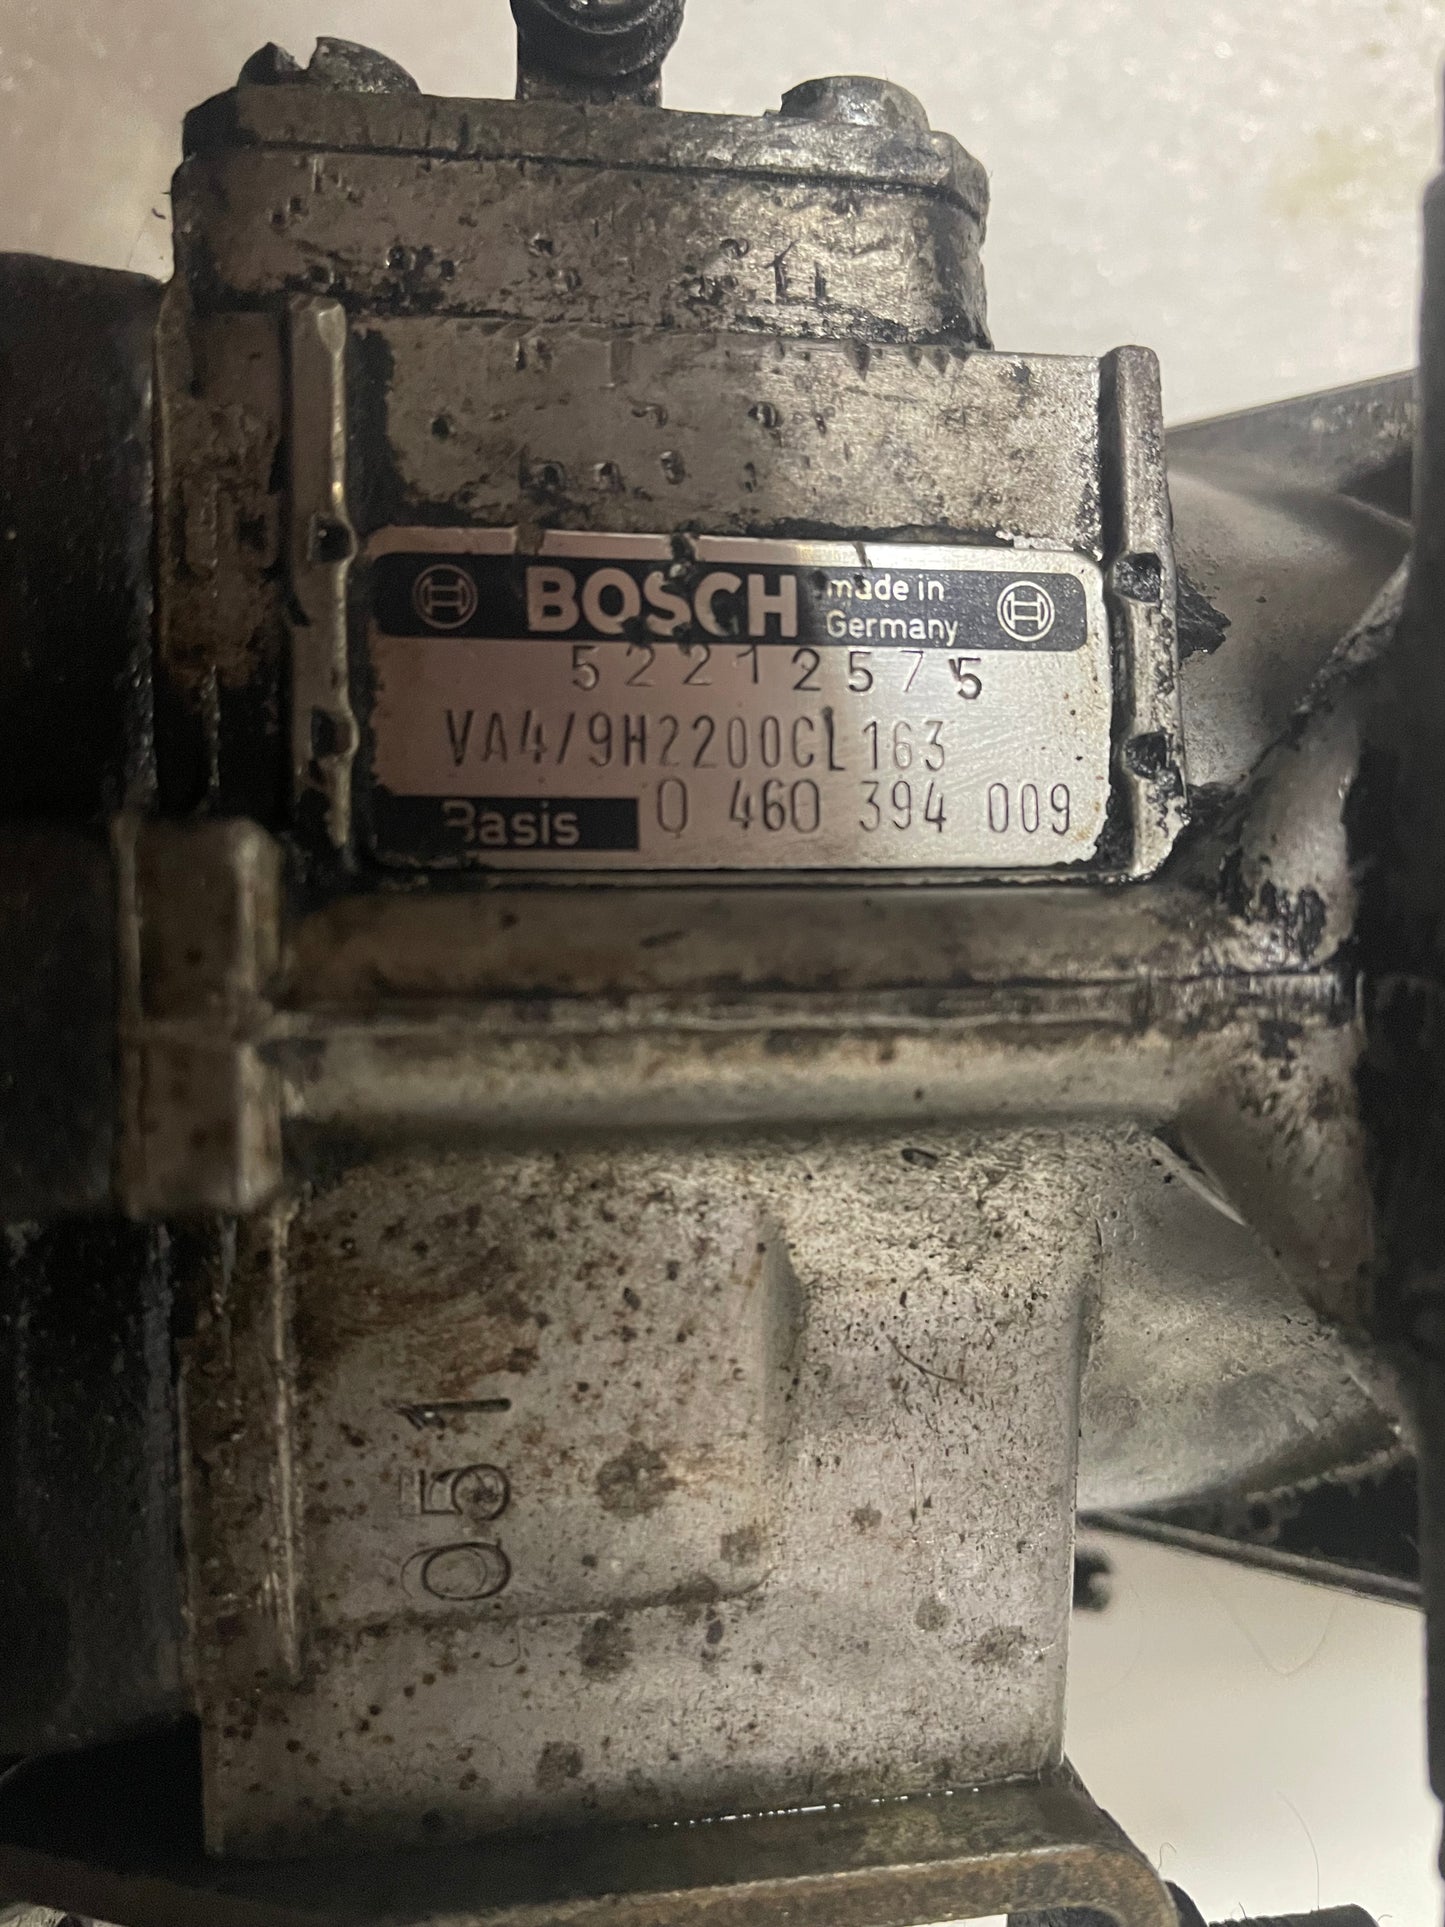 BOSCH made in Germany
52212575
VA4/9H2200CL163
Basis 0 460 394 009
051